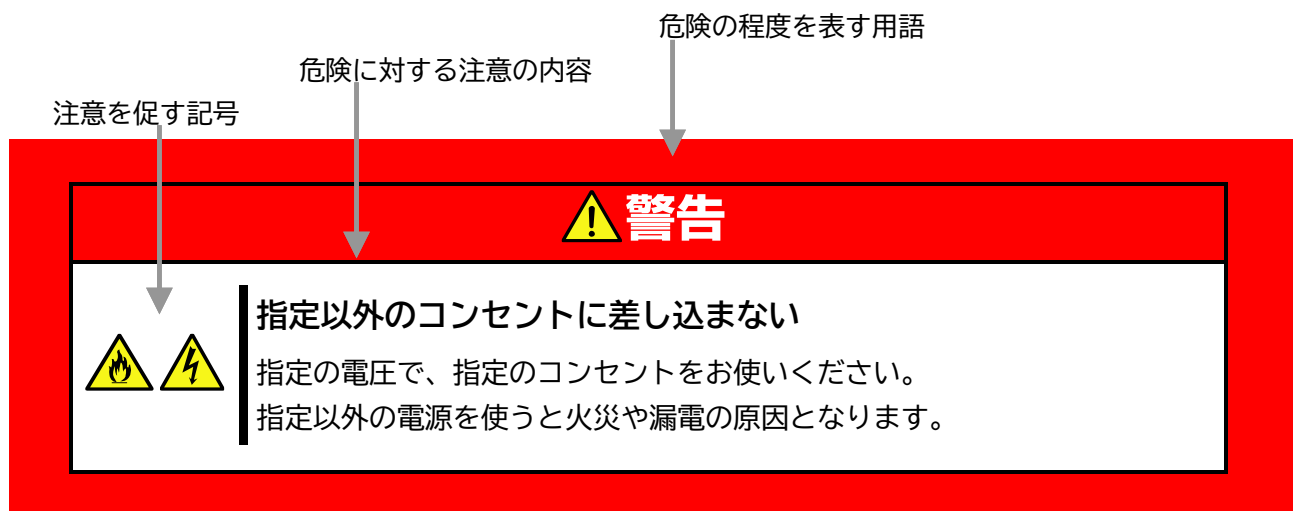 危険の程度を表す用語
危険に対する注意の内容
注意を促す記号
警告
指定以外のコンセントに差し込まない
指定の電圧で、指定のコンセントをお使いください。
指定以外の電源を使うと火災や漏電の原因となります。